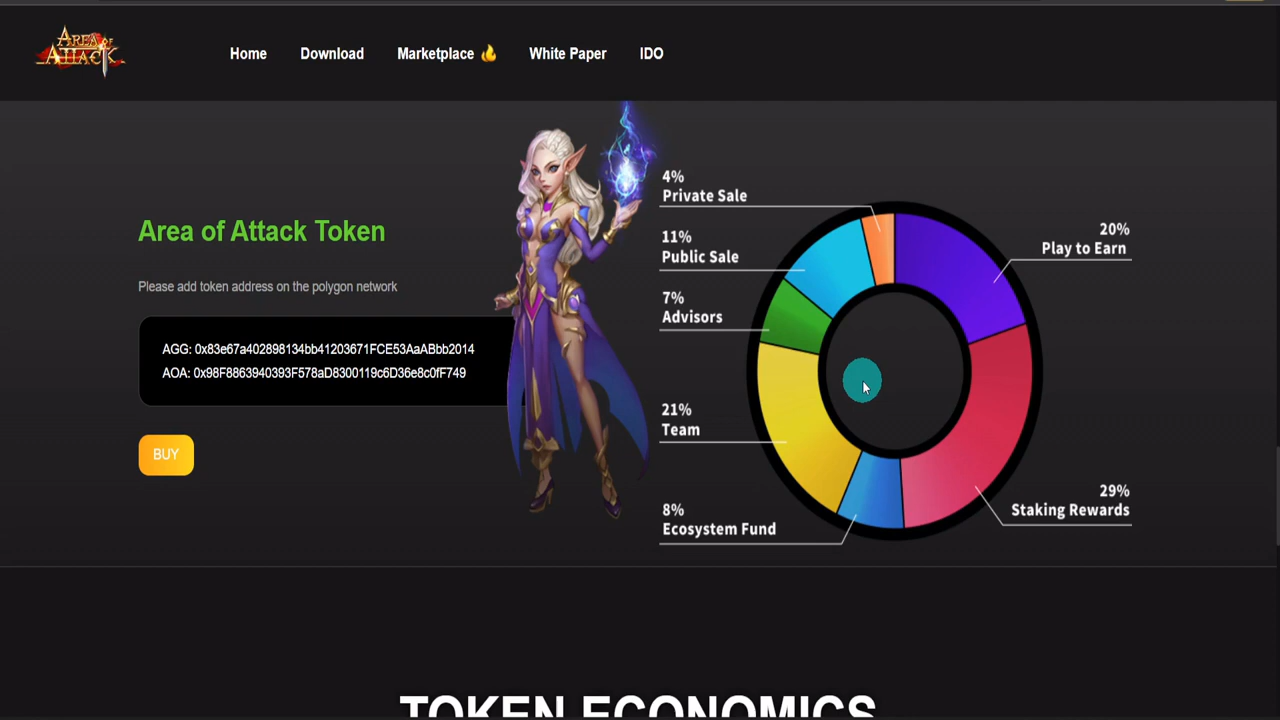 AREA OF
ATTACK
Home
Download
Marketplace 🔥
White Paper
IDO
Area of Attack Token
Please add token address on the polygon network
AGG: 0x83e67a402898134bb41203671FCE53AaABbb2014
AOA: 0x98F8863940393F578aD8300119c6D36e8c0fF749
BUY
4%
Private Sale
11%
Public Sale
7%
Advisors
21%
Team
8%
Ecosystem Fund
20%
Play to Earn
29%
Staking Rewards
TOKEN ECONOMICS